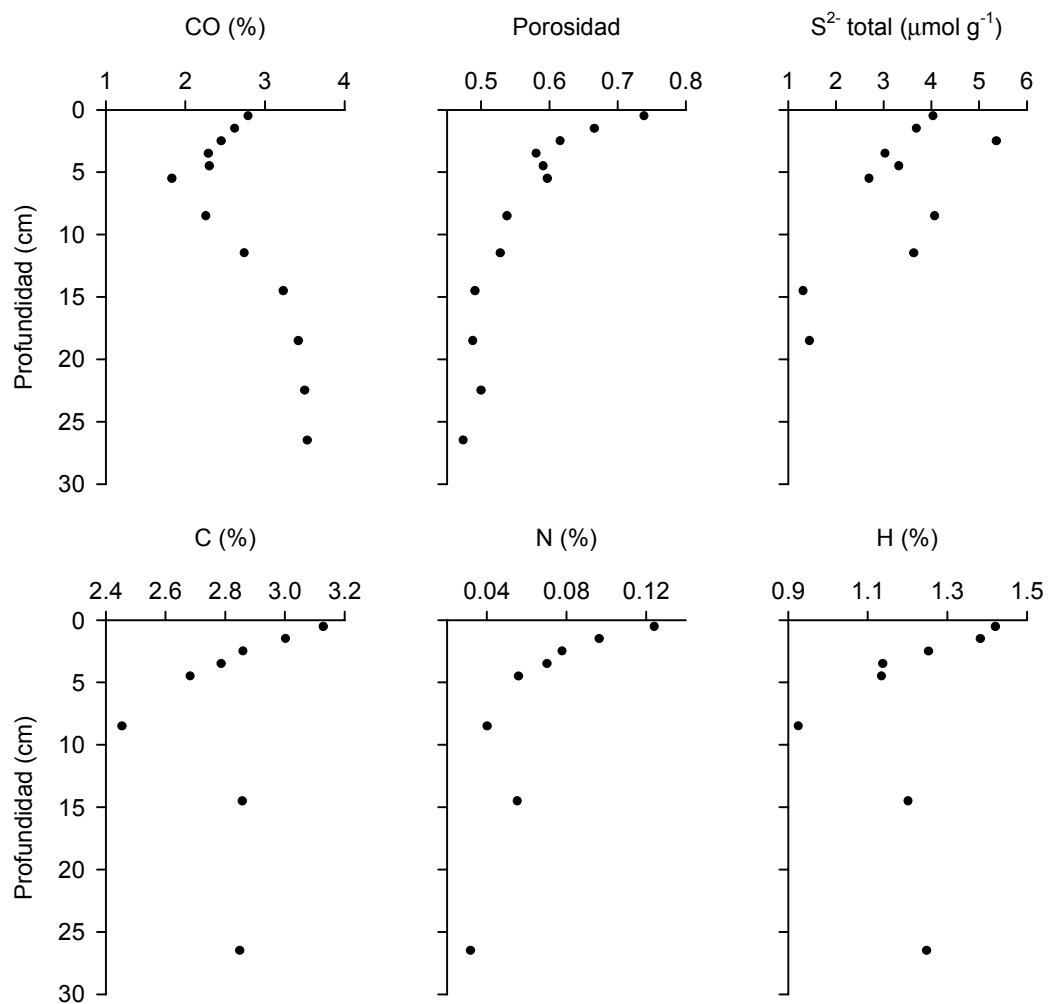 CO (%) Porosidad S²⁻ total (μmol g⁻¹)
1 2 3 4 0.5 0.6 0.7 0.8 1 2 3 4 5 6
0
5
10
15
20
25
30
Profundidad (cm)
C (%) N (%) H (%)
2.4 2.6 2.8 3.0 3.2 0.04 0.08 0.12 0.9 1.1 1.3 1.5
0
5
10
15
20
25
30
Profundidad (cm)